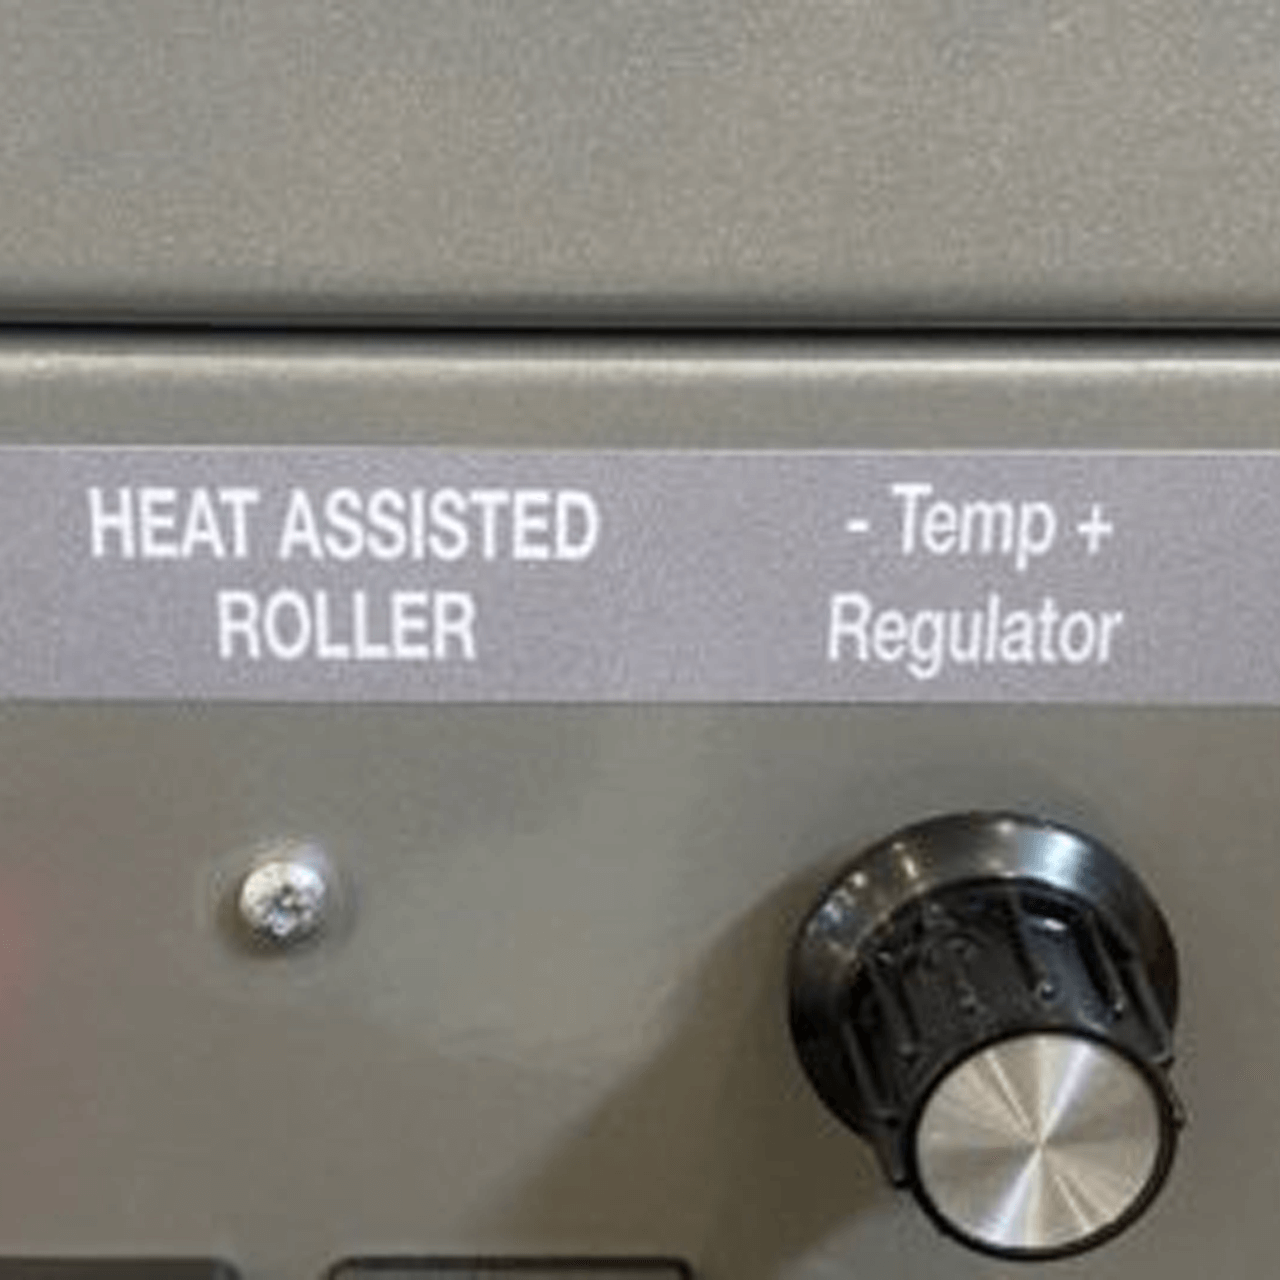 HEAT ASSISTED
ROLLER
- Temp +
Regulator